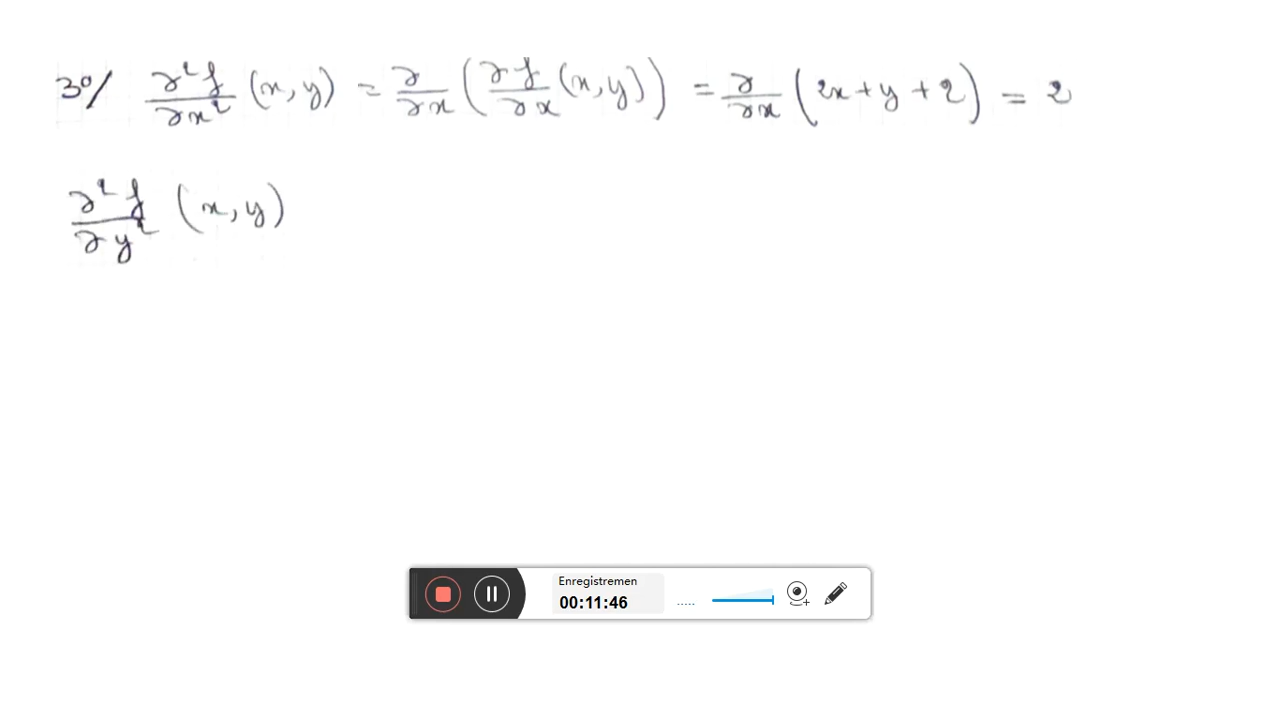 3°/ ∂²f/∂x² (x, y) = ∂/∂x (∂f/∂x (x, y)) = ∂/∂x (2x + y + 2) = 2
∂²f/∂y² (x, y)
Enregistremen
00:11:46